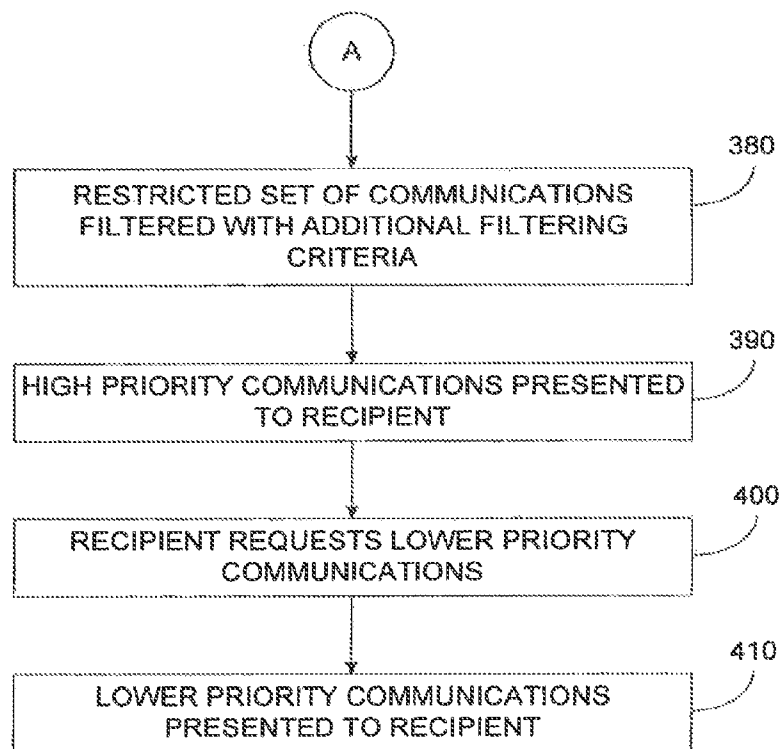 A
380
RESTRICTED SET OF COMMUNICATIONS
FILTERED WITH ADDITIONAL FILTERING
CRITERIA
390
HIGH PRIORITY COMMUNICATIONS PRESENTED
TO RECIPIENT
400
RECIPIENT REQUESTS LOWER PRIORITY
COMMUNICATIONS
410
LOWER PRIORITY COMMUNICATIONS
PRESENTED TO RECIPIENT